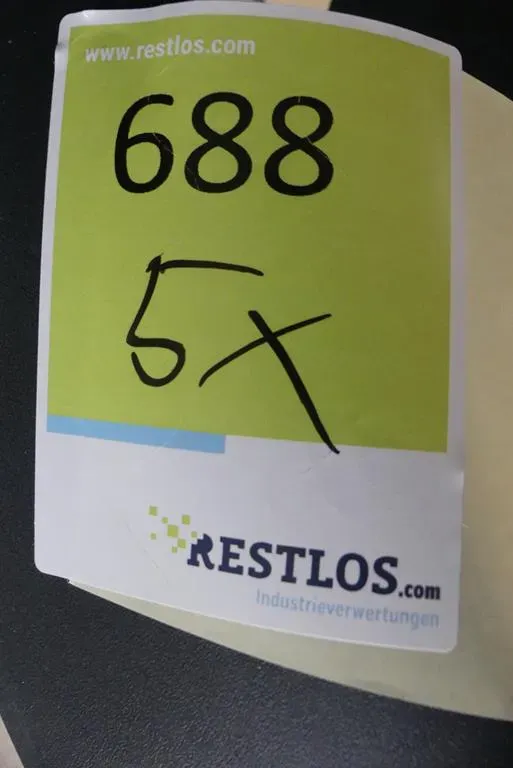 www.restlos.com
688
5x
RESTLOS.com
Industrieverwertungen